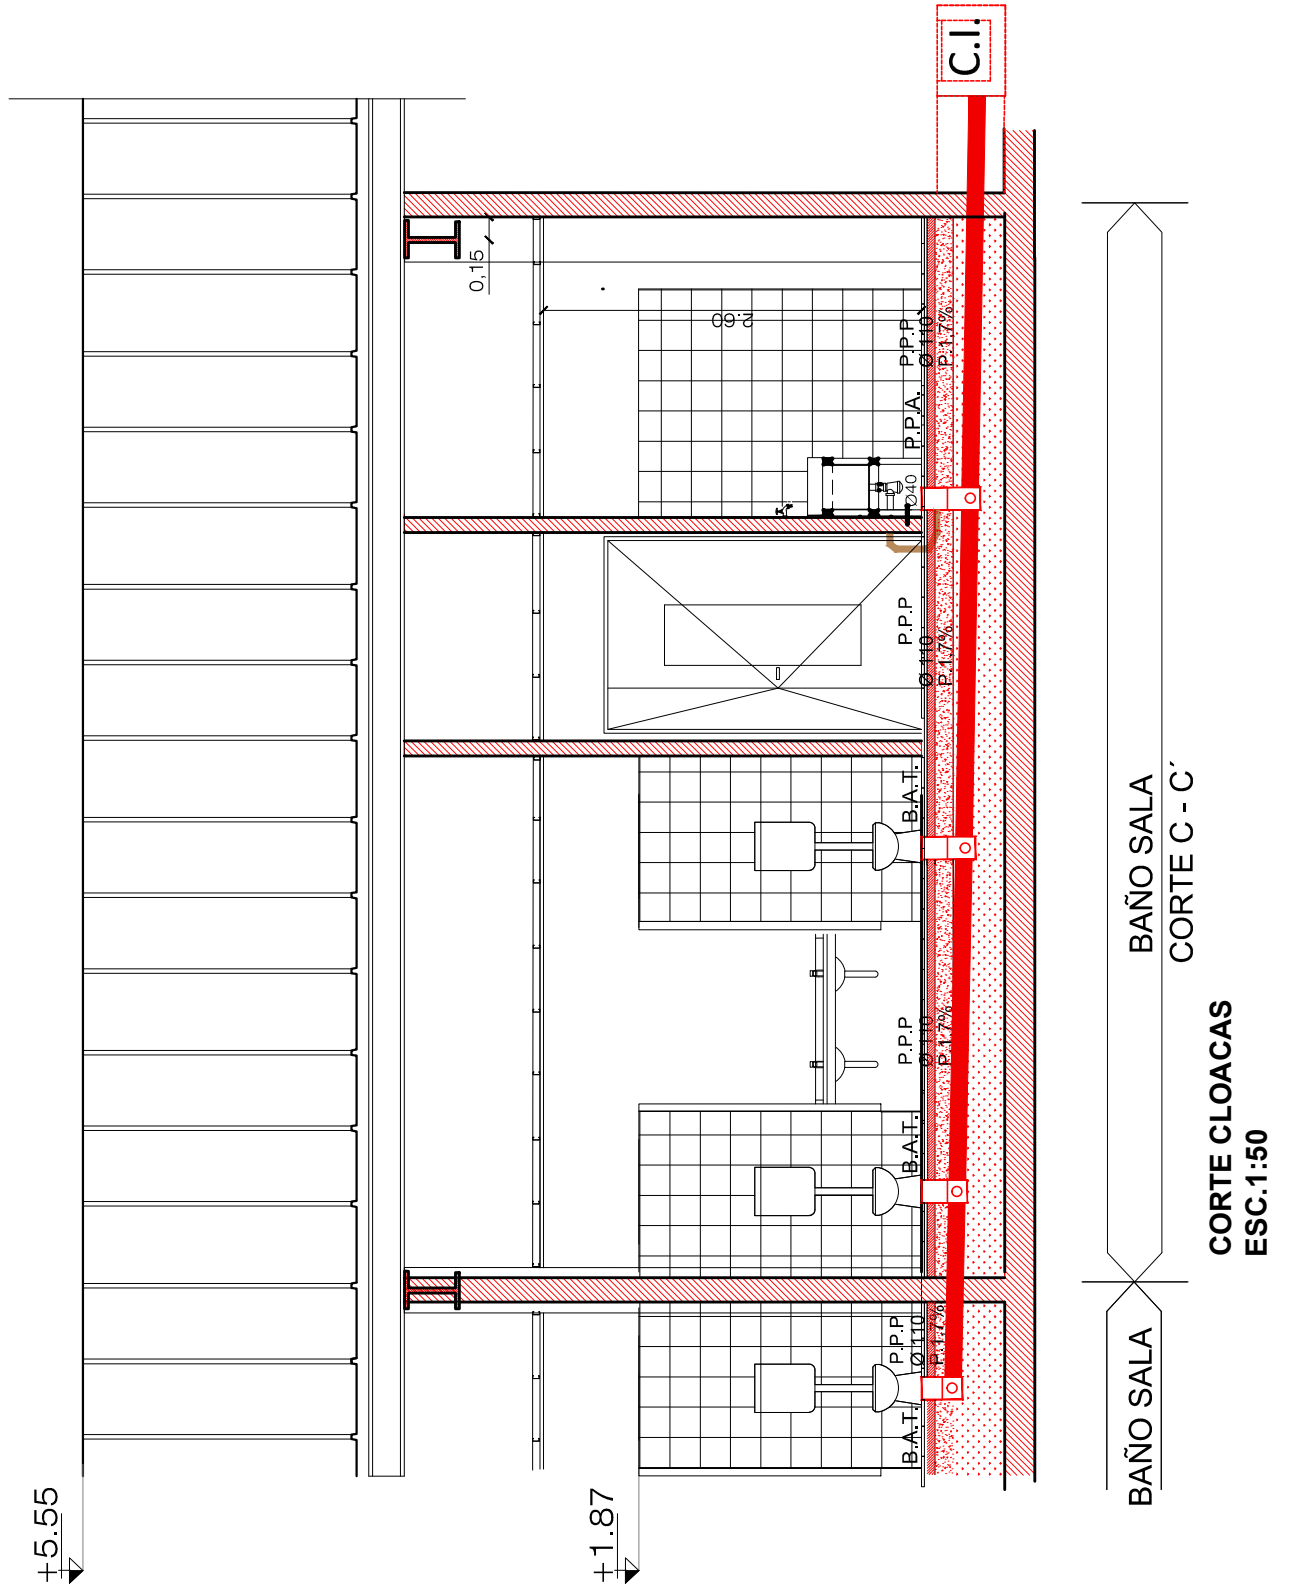 +5.55
+1.87
0,15
2.60
C.I.
B.A.T.
P.P.P
Ø 110
P.1,7%
B.A.T.
P.P.P
Ø 110
P.1,7%
B.A.T.
P.P.P
Ø 110
P.1,7%
Ø40
P.P.A.
P.P.P
Ø 110
P.1,7%
BAÑO SALA
BAÑO SALA
CORTE C - C´
CORTE CLOACAS
ESC.1:50